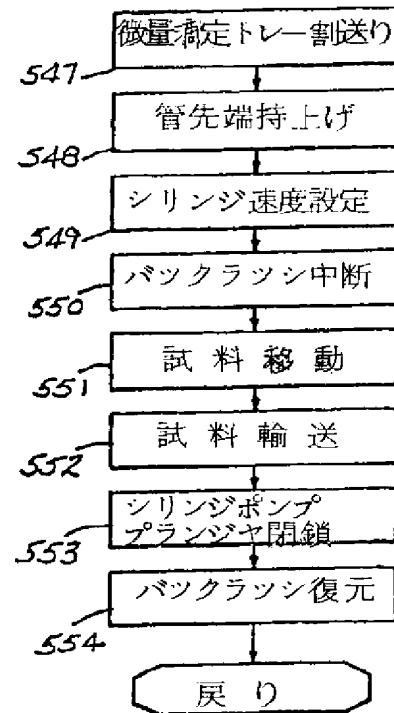 微量滴定トレー割送り
547
管先端持上げ
548
シリンジ速度設定
549
バックラッシ中断
550
試料移動
551
試料輸送
552
シリンジポンプ
プランジヤ閉鎖
553
バツクラッシ復元
554
戻り